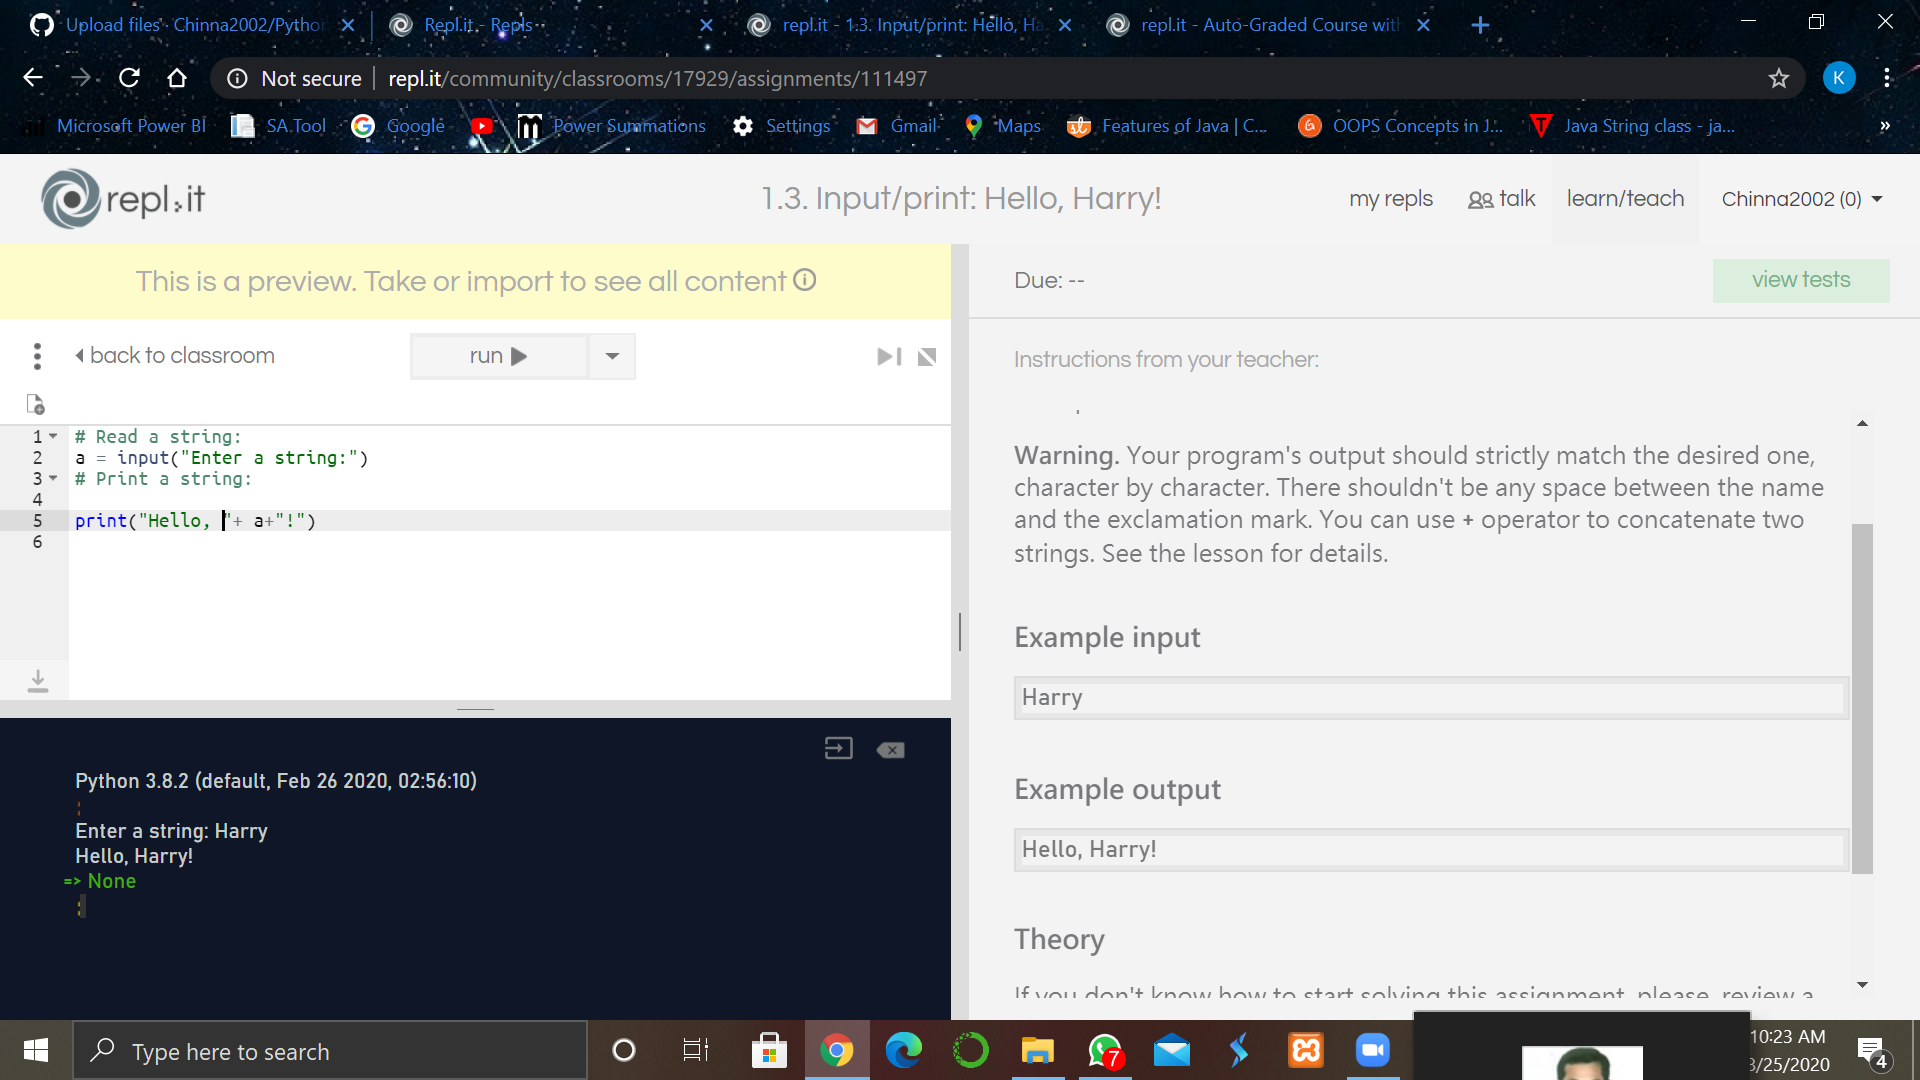 Upload files · Chinna2002/Pythor
Repl.it - Repls
repl.it - 1.3. Input/print: Hello, Ha
repl.it - Auto-Graded Course with
Not secure | repl.it/community/classrooms/17929/assignments/111497
K
Microsoft Power BI
SA Tool
Google
Power Summations
Settings
Gmail
Maps
Features of Java | C...
OOPS Concepts in J...
Java String class - ja...
»
repl.it
1.3. Input/print: Hello, Harry!
my repls
talk
learn/teach
Chinna2002 (0)
This is a preview. Take or import to see all content
back to classroom
run
1 # Read a string:
2 a = input("Enter a string:")
3 # Print a string:
4
5 print("Hello, "+ a+"!")
6
Python 3.8.2 (default, Feb 26 2020, 02:56:10)
Enter a string: Harry
Hello, Harry!
=> None
Due: --
view tests
Instructions from your teacher:
Warning. Your program's output should strictly match the desired one,
character by character. There shouldn't be any space between the name
and the exclamation mark. You can use + operator to concatenate two
strings. See the lesson for details.
Example input
Harry
Example output
Hello, Harry!
Theory
If you don't know how to start solving this assignment, please, review a
Type here to search
7
10:23 AM
3/25/2020
4